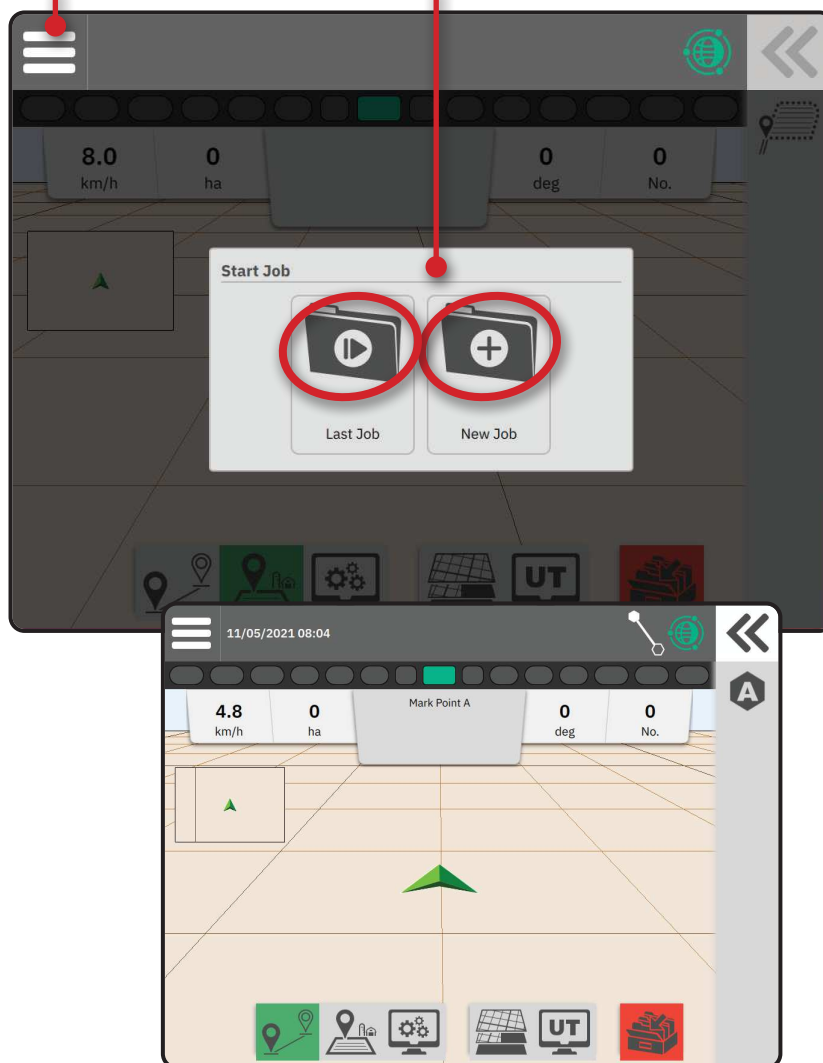 8.0
km/h
0
ha
0
deg
0
No.
Start Job
Last Job
New Job
UT
11/05/2021 08:04
A
4.8
km/h
0
ha
Mark Point A
0
deg
0
No.
UT